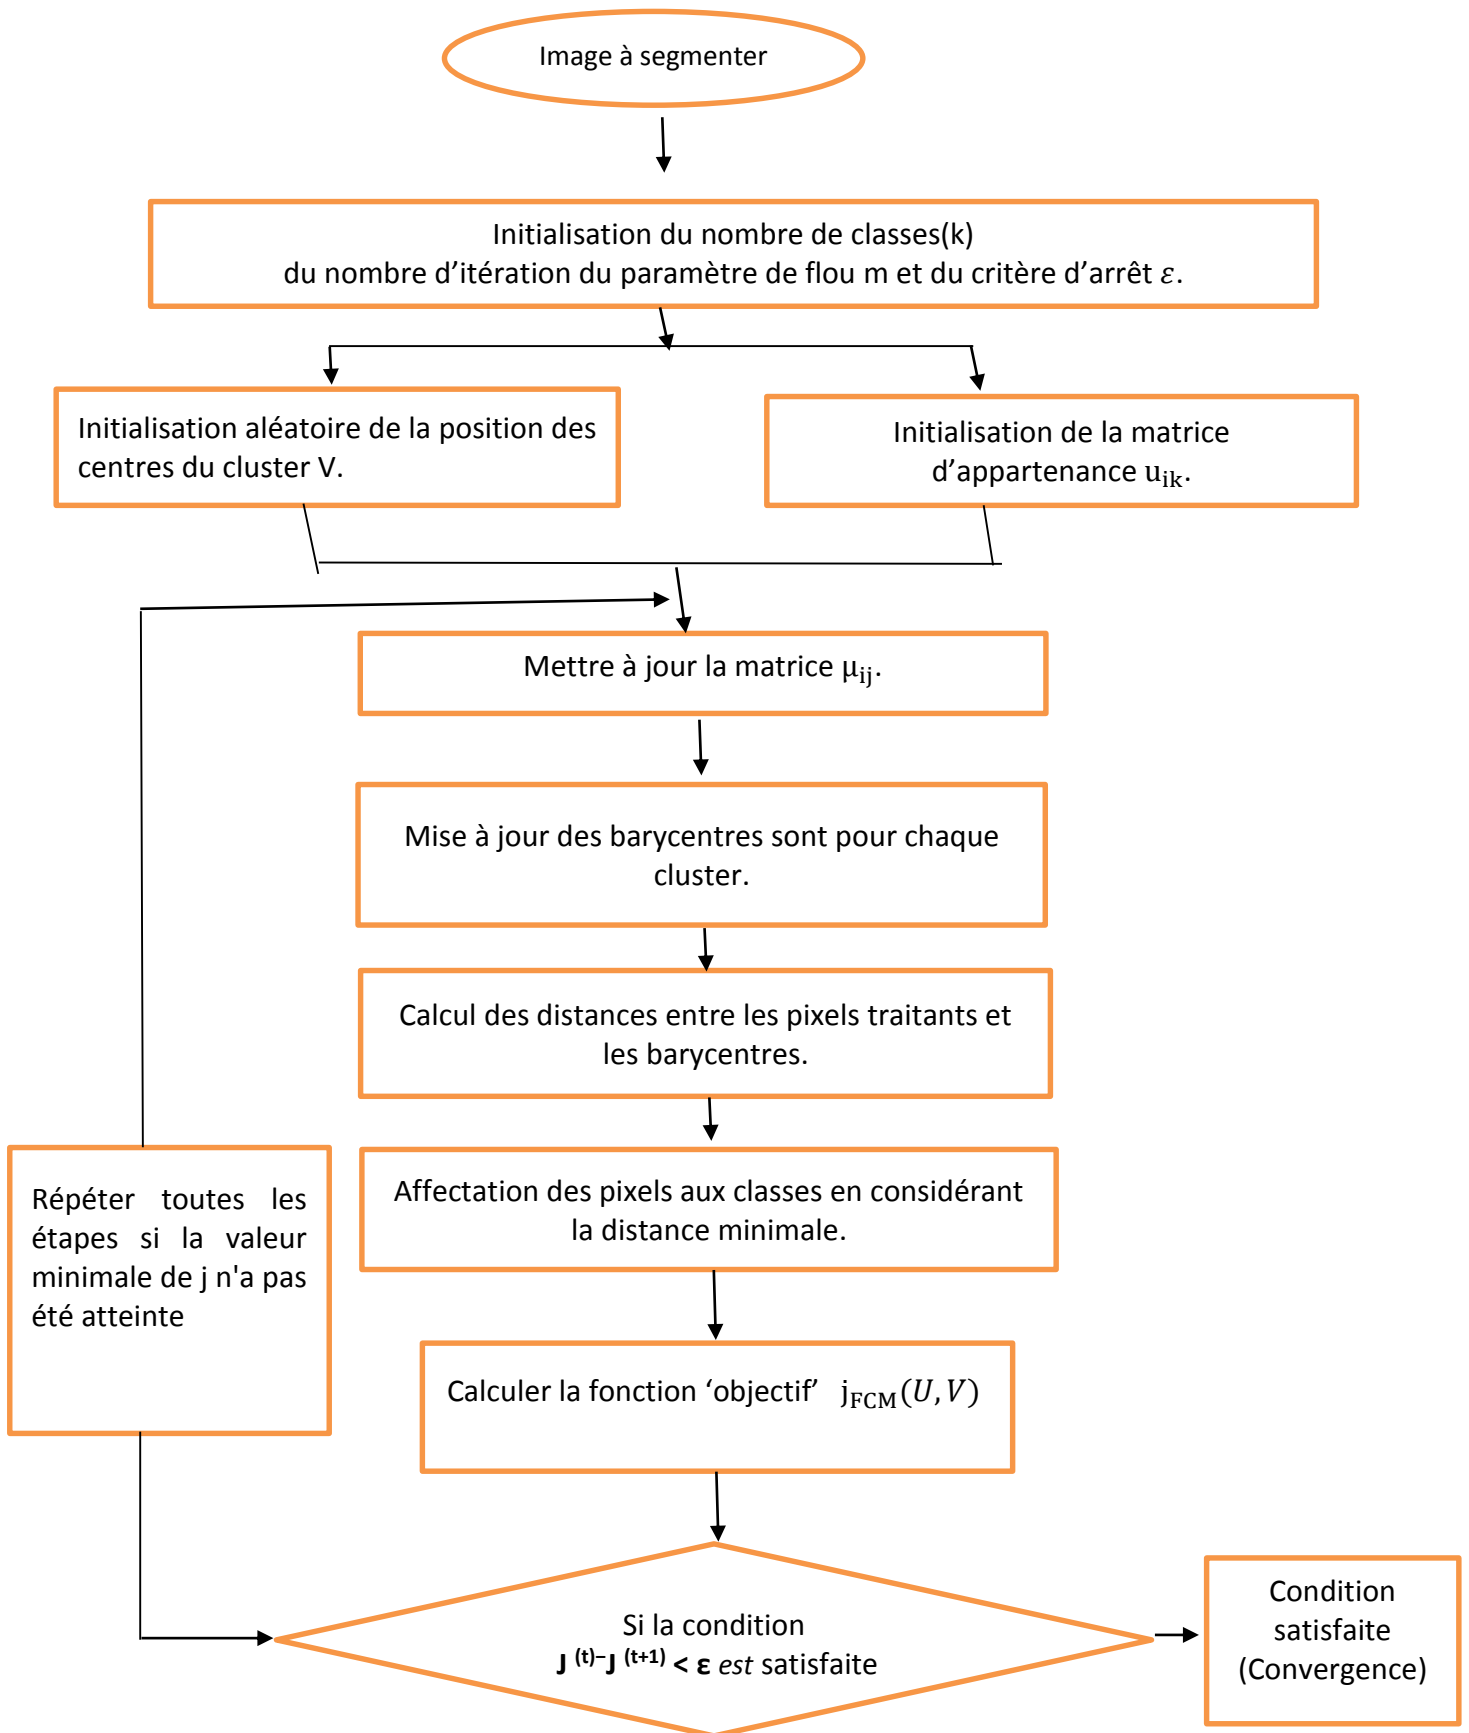 Image à segmenter
Initialisation du nombre de classes(k)
du nombre d’itération du paramètre de flou m et du critère d’arrêt ε.
Initialisation aléatoire de la position des
centres du cluster V.
Initialisation de la matrice
d’appartenance u_ik.
Mettre à jour la matrice µ_ij.
Mise à jour des barycentres sont pour chaque
cluster.
Calcul des distances entre les pixels traitants et
les barycentres.
Affectation des pixels aux classes en considérant
la distance minimale.
Répéter toutes les
étapes si la valeur
minimale de j n'a pas
été atteinte
Calculer la fonction ‘objectif’ j_FCM(U,V)
Si la condition
J ^(t)–J ^(t+1) < ε est satisfaite
Condition
satisfaite
(Convergence)